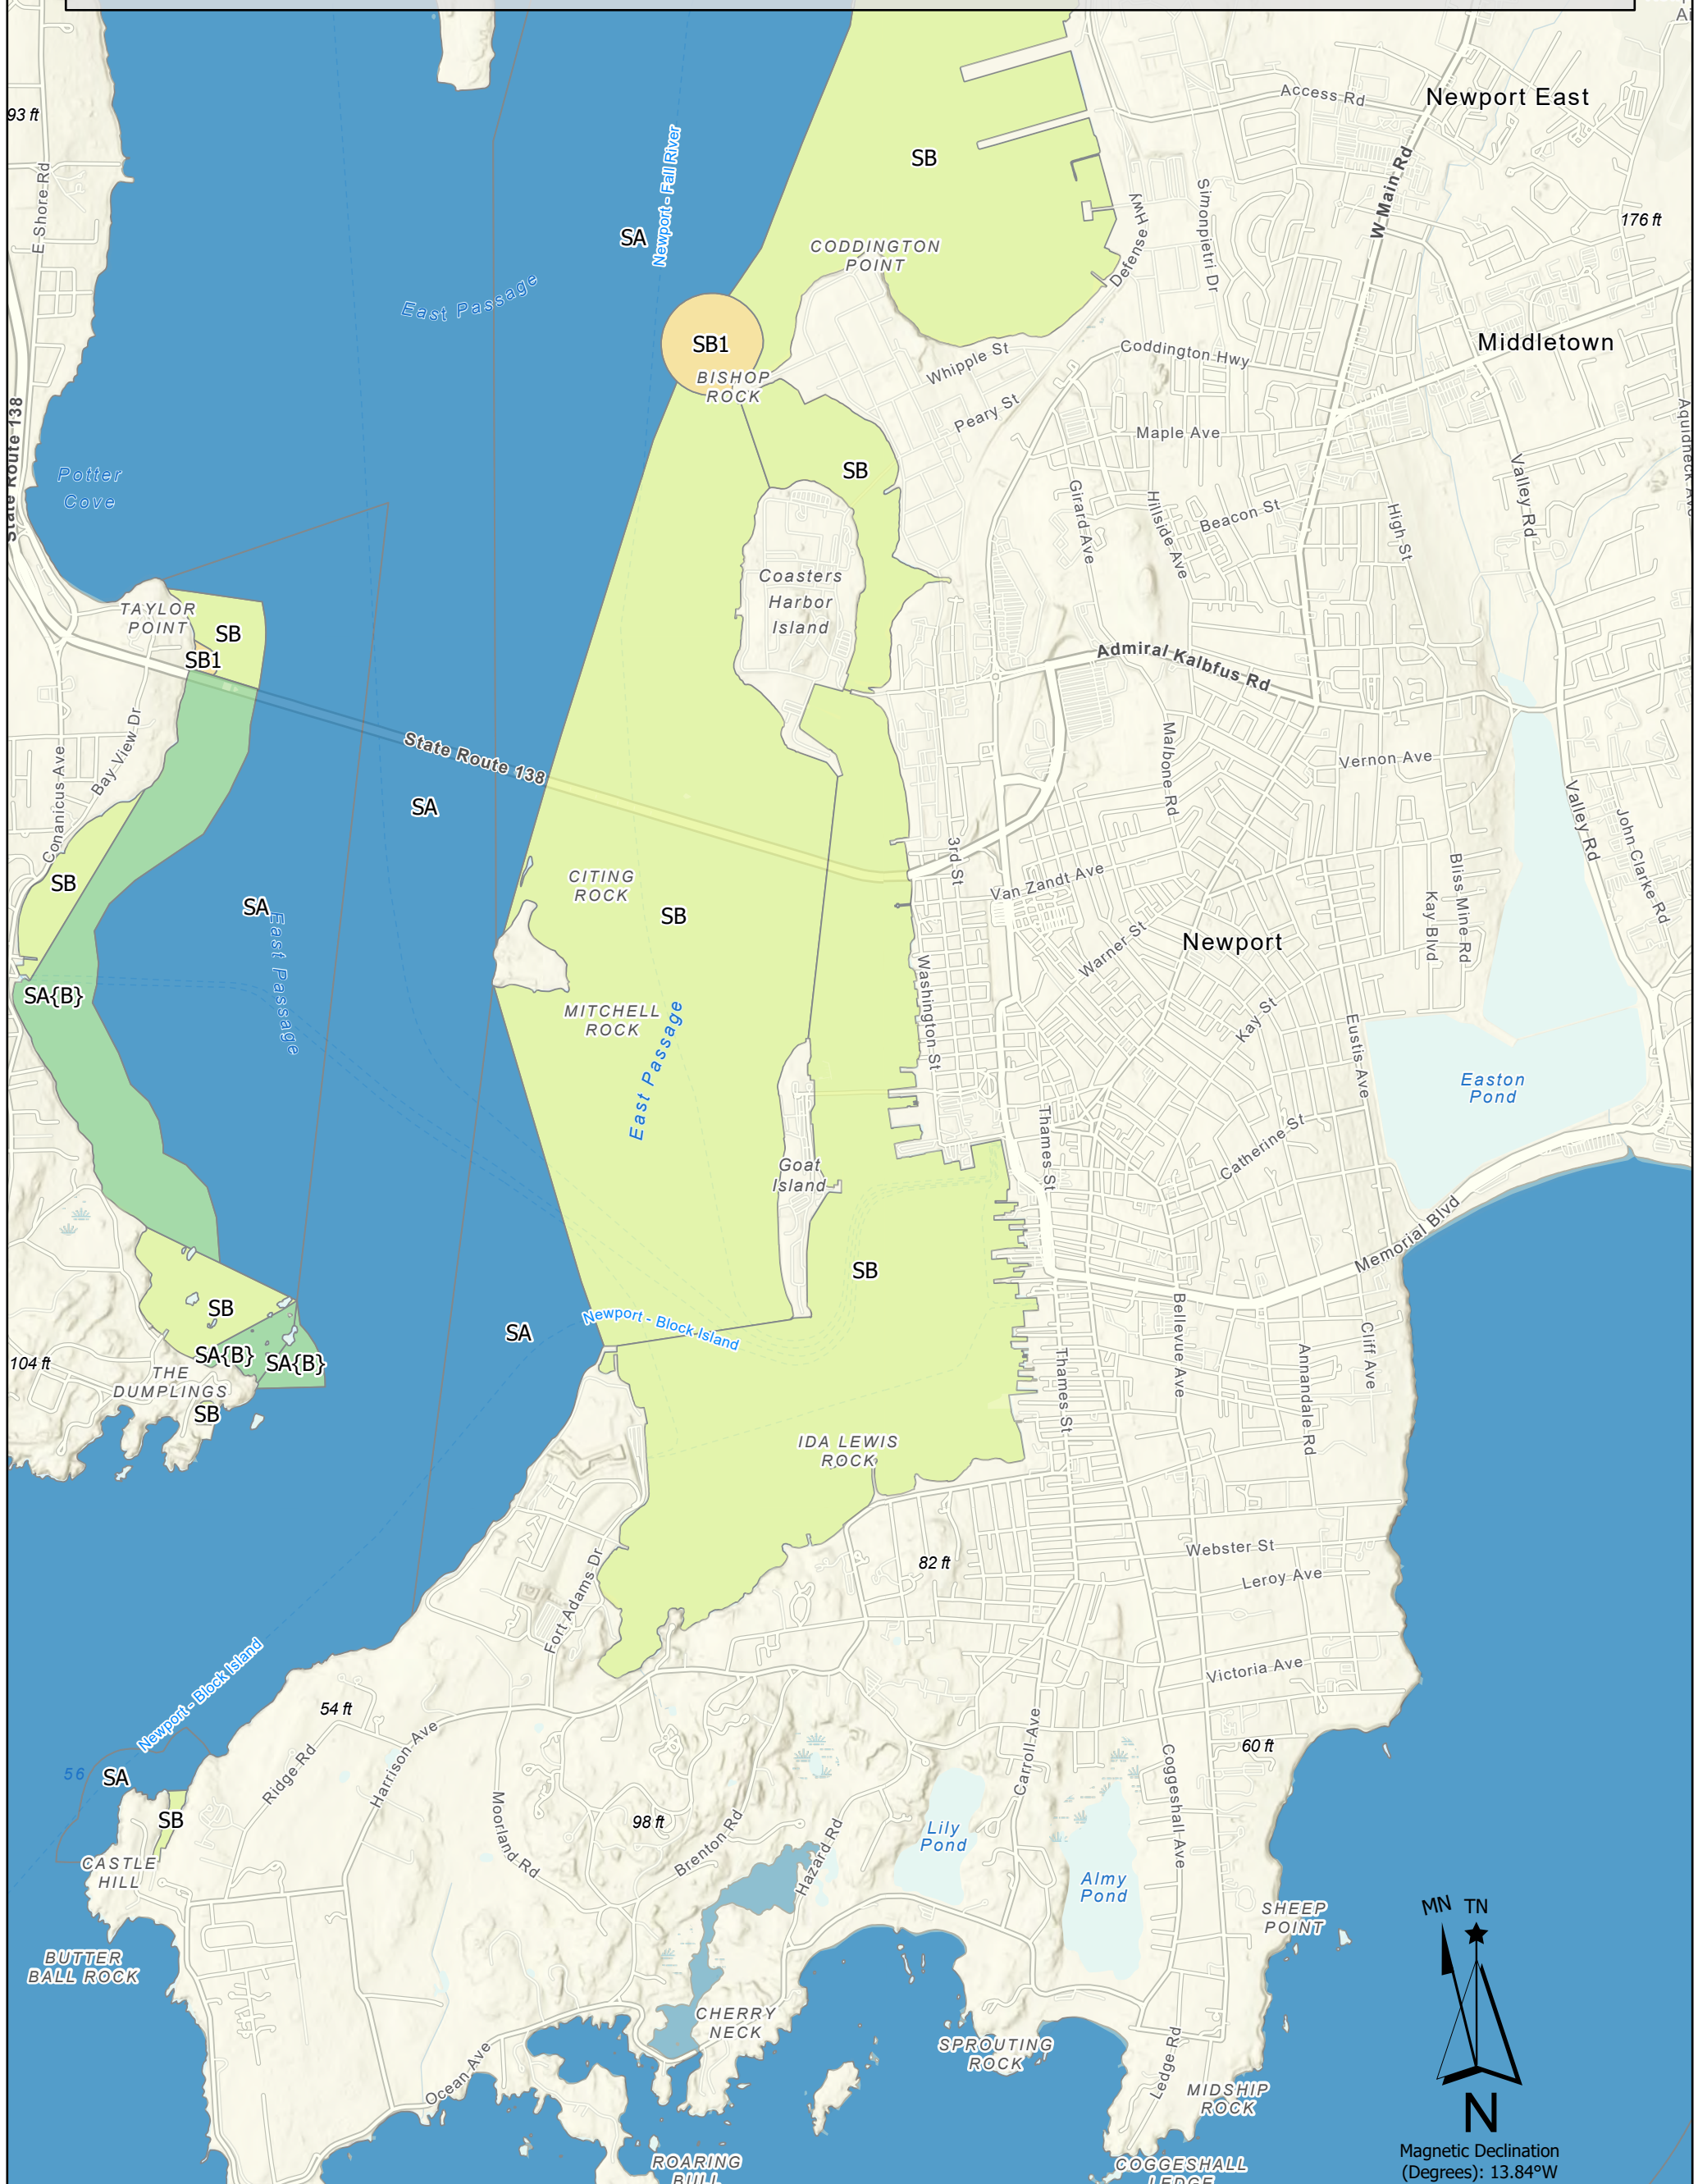 Newport East
Access Rd
W Main Rd
93 ft
E Shore Rd
SB
Newport - Fall River
SA
Simonpietri Dr
Defense Hwy
176 ft
CODDINGTON
POINT
East Passage
SB1
BISHOP
ROCK
Whipple St
Coddington Hwy
Middletown
Peary St
Maple Ave
State Route 138
Potter
Cove
SB
Girard Ave
Hillside Ave
Beacon St
High St
Valley Rd
Aquidneck Ave
Coasters
Harbor
Island
TAYLOR
POINT
SB
SB1
Admiral Kalbfus Rd
Bay View Dr
State Route 138
Malbone Rd
Vernon Ave
Conanicus Ave
SA
Valley Rd
John Clarke Rd
3rd St
Van Zandt Ave
CITING
ROCK
SB
SB
SA
East Passage
Bliss Mine Rd
Kay Blvd
Warner St
Newport
SA{B}
Washington St
MITCHELL
ROCK
East Passage
Kay St
Eustis Ave
Easton
Pond
Thames St
Catherine St
Goat
Island
Memorial Blvd
SB
SB
SA
Newport - Block Island
Bellevue Ave
Cliff Ave
Annandale Rd
Thames St
SA{B}
SA{B}
104 ft
THE
DUMPLINGS
SB
IDA LEWIS
ROCK
82 ft
Webster St
Leroy Ave
Fort Adams Dr
Victoria Ave
Newport - Block Island
54 ft
Ridge Rd
Harrison Ave
Carroll Ave
60 ft
Coggeshall Ave
56
SA
SB
Moorland Rd
98 ft
Brenton Rd
Hazard Rd
Lily
Pond
Almy
Pond
CASTLE
HILL
SHEEP
POINT
MN TN
BUTTER
BALL ROCK
CHERRY
NECK
SPROUTING
ROCK
Ocean Ave
Ledge Rd
MIDSHIP
ROCK
N
Magnetic Declination
(Degrees): 13.84°W
ROARING
BULL
COGGESHALL
LEDGE